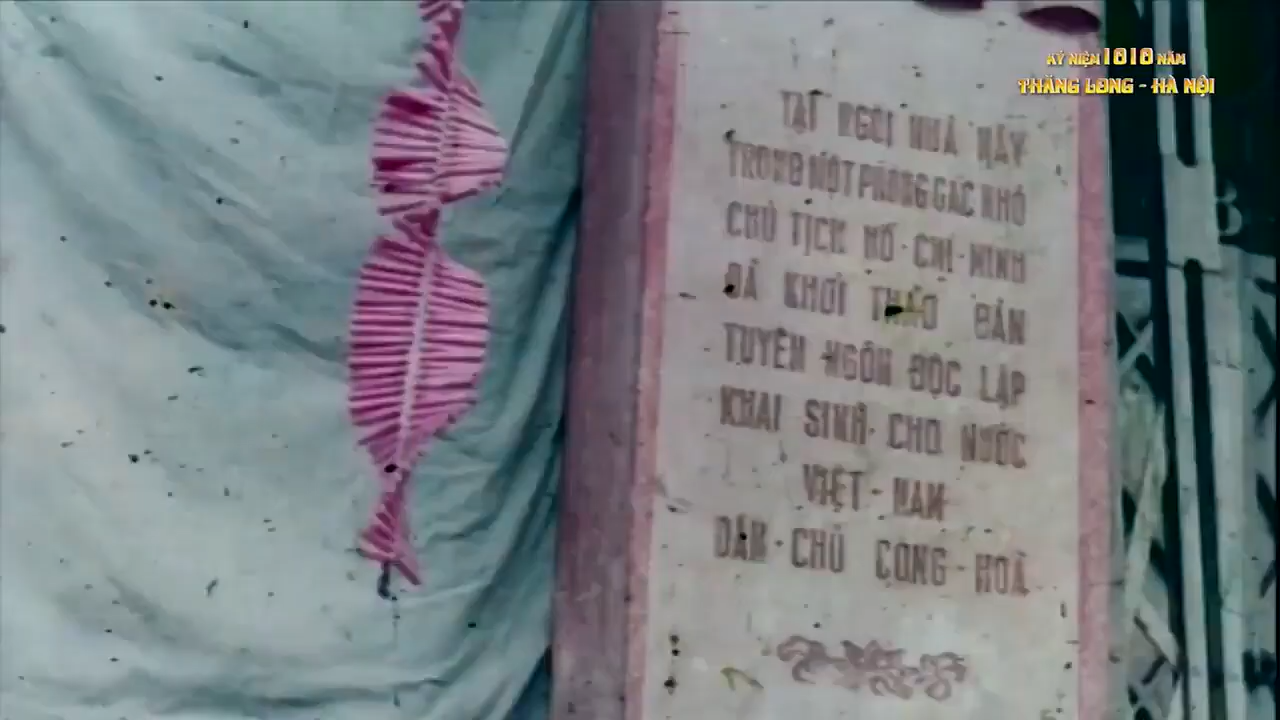 KỶ NIỆM 1010 NĂM
THĂNG LONG - HÀ NỘI
TẠI NGÔI NHÀ NÀY
TRONG MỘT PHÒNG GÁC NHỎ
CHỦ TỊCH HỒ-CHÍ-MINH
ĐÃ KHỞI THẢO BẢN
TUYÊN NGÔN ĐỘC LẬP
KHAI SINH CHO NƯỚC
VIỆT-NAM
DÂN-CHỦ CỘNG-HOÀ